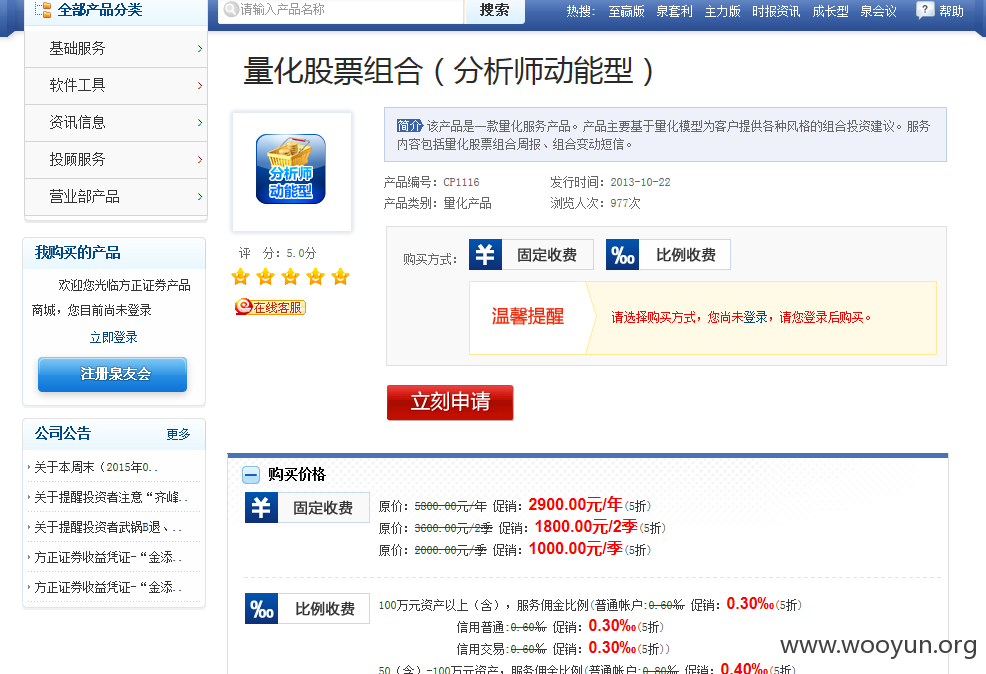 全部产品分类
请输入产品名称
搜索
热搜: 至赢版 泉套利 主力版 时报资讯 成长型 泉会议
? 帮助
基础服务
软件工具
资讯信息
投顾服务
营业部产品
我购买的产品
欢迎您光临方正证券产品
商城，您目前尚未登录
立即登录
注册泉友会
公司公告 更多
关于本周末（2015年0..
关于提醒投资者注意“齐峰..
关于提醒投资者武锅B退、..
方正证券收益凭证-“金添..
方正证券收益凭证-“金添..
量化股票组合（分析师动能型）
分析师
动能型
评 分: 5.0分
在线客服
简介 该产品是一款量化服务产品。产品主要基于量化模型为客户提供各种风格的组合投资建议。服务
内容包括量化股票组合周报、组合变动短信。
产品编号: CP1116 发行时间: 2013-10-22
产品类别: 量化产品 浏览人次: 977次
购买方式: ¥ 固定收费 ‰ 比例收费
温馨提醒 请选择购买方式，您尚未登录，请您登录后购买。
立刻申请
购买价格
¥ 固定收费
原价: 5800.00元/年 促销: 2900.00元/年(5折)
原价: 3600.00元/2季 促销: 1800.00元/2季(5折)
原价: 2000.00元/季 促销: 1000.00元/季(5折)
‰ 比例收费
100万元资产以上（含），服务佣金比例(普通帐户:0.60‰ 促销: 0.30‰(5折)
信用普通:0.60‰ 促销: 0.30‰(5折)
信用交易:0.60‰ 促销: 0.30‰(5折))
50（含）-100万元资产，服务佣金比例(普通帐户:0.80‰ 促销: 0.40‰(5折)
www.wooyun.org